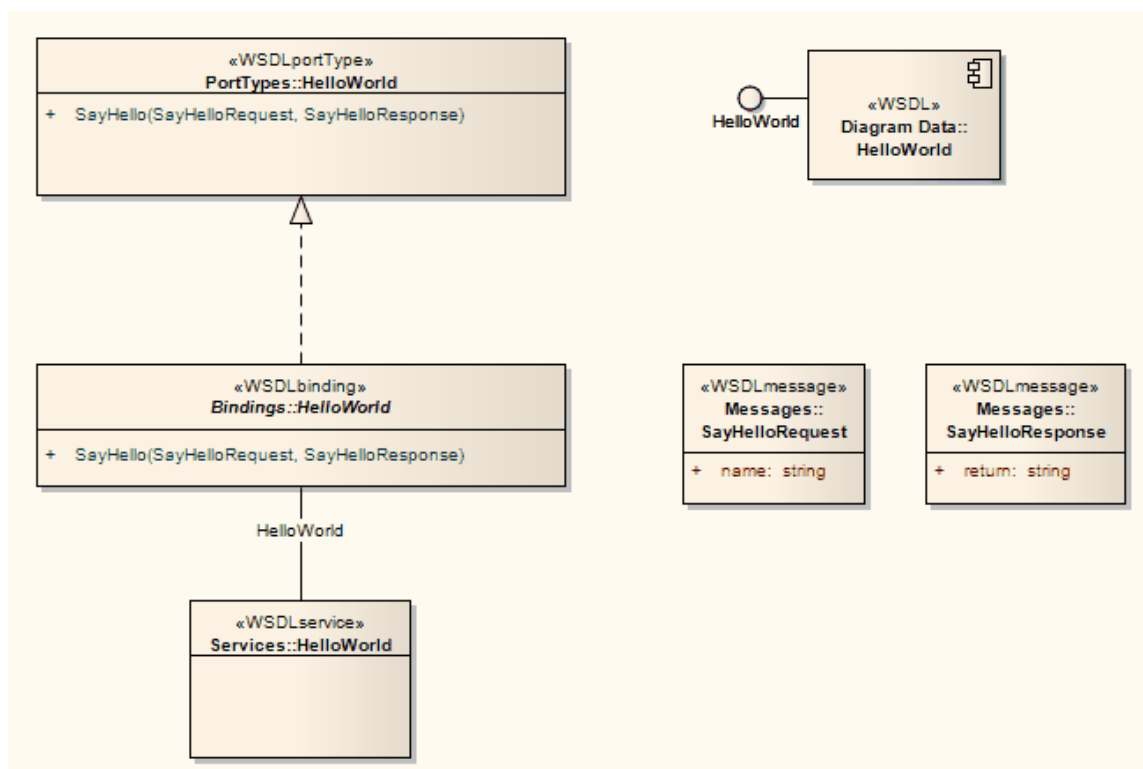 «WSDLportType»
PortTypes::HelloWorld
+ SayHello(SayHelloRequest, SayHelloResponse)
HelloWorld
«WSDL»
Diagram Data::
HelloWorld
«WSDLbinding»
Bindings::HelloWorld
+ SayHello(SayHelloRequest, SayHelloResponse)
«WSDLmessage»
Messages::
SayHelloRequest
+ name: string
«WSDLmessage»
Messages::
SayHelloResponse
+ return: string
HelloWorld
«WSDLservice»
Services::HelloWorld